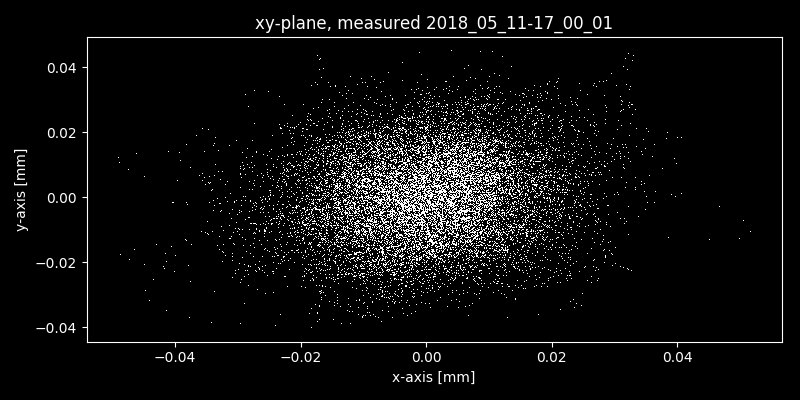 xy-plane, measured 2018_05_11-17_00_01
y-axis [mm]
0.04
0.02
0.00
−0.02
−0.04
−0.04 −0.02 0.00 0.02 0.04
x-axis [mm]